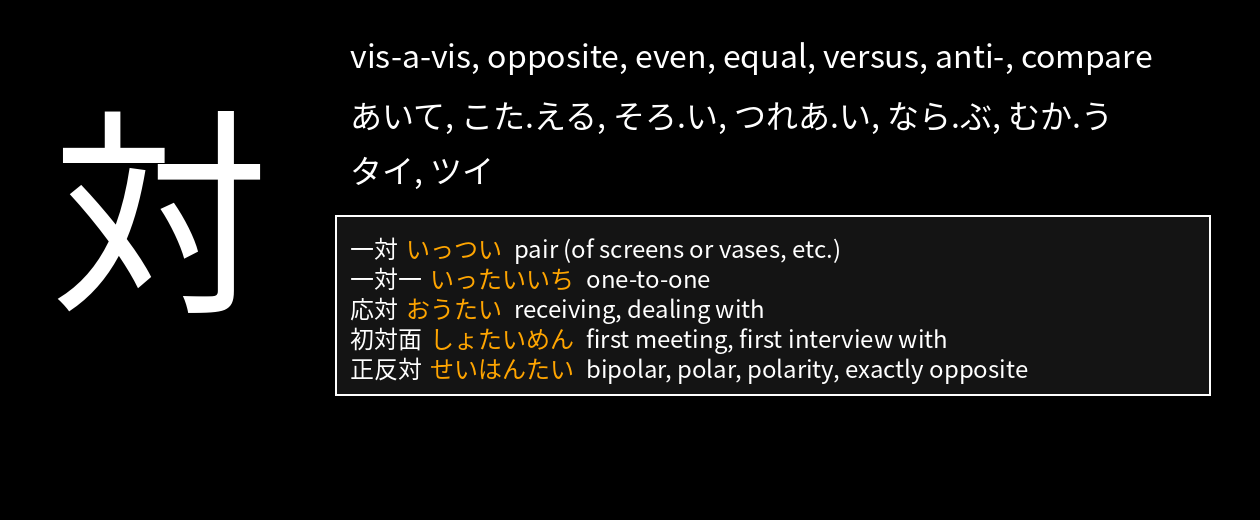 対
vis-a-vis, opposite, even, equal, versus, anti-, compare
あいて, こた.える, そろ.い, つれあ.い, なら.ぶ, むか.う
タイ, ツイ
一対 いっつい pair (of screens or vases, etc.)
一対一 いったいいち one-to-one
応対 おうたい receiving, dealing with
初対面 しょたいめん first meeting, first interview with
正反対 せいはんたい bipolar, polar, polarity, exactly opposite